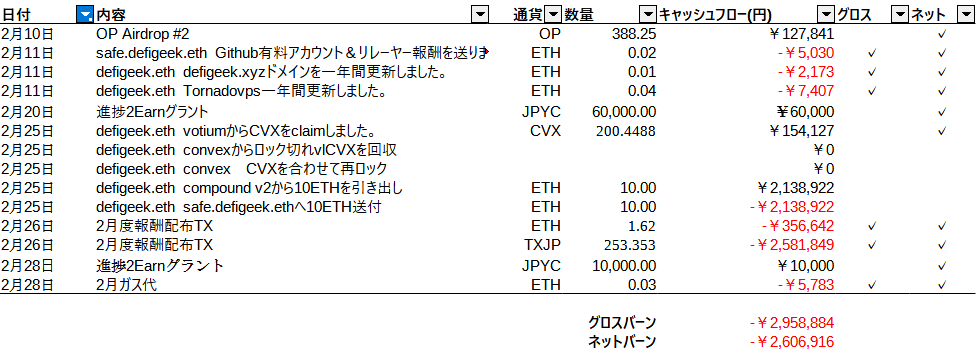 日付 内容 通貨 数量 キャッシュフロー(円) グロス ネット
2月10日 OP Airdrop #2 OP 388.25 ￥127,841 ✓
2月11日 safe.defigeek.eth Github有料アカウント＆リレーヤー報酬を送りま ETH 0.02 -￥5,030 ✓ ✓
2月11日 defigeek.eth defigeek.xyzドメインを一年間更新しました。 ETH 0.01 -￥2,173 ✓ ✓
2月11日 defigeek.eth Tornadovps一年間更新しました。 ETH 0.04 -￥7,407 ✓ ✓
2月20日 進捗2Earnグラント JPYC 60,000.00 ￥60,000 ✓
2月25日 defigeek.eth votiumからCVXをclaimしました。 CVX 200.4488 ￥154,127 ✓
2月25日 defigeek.eth convexからロック切れvlCVXを回収 ￥0
2月25日 defigeek.eth convex CVXを合わせて再ロック ￥0
2月25日 defigeek.eth compound v2から10ETHを引き出し ETH 10.00 ￥2,138,922
2月25日 defigeek.eth safe.defigeek.ethへ10ETH送付 ETH 10.00 -￥2,138,922
2月26日 2月度報酬配布TX ETH 1.62 -￥356,642 ✓ ✓
2月26日 2月度報酬配布TX TXJP 253.353 -￥2,581,849 ✓ ✓
2月28日 進捗2Earnグラント JPYC 10,000.00 ￥10,000 ✓
2月28日 2月ガス代 ETH 0.03 -￥5,783 ✓ ✓
グロスバーン -￥2,958,884
ネットバーン -￥2,606,916